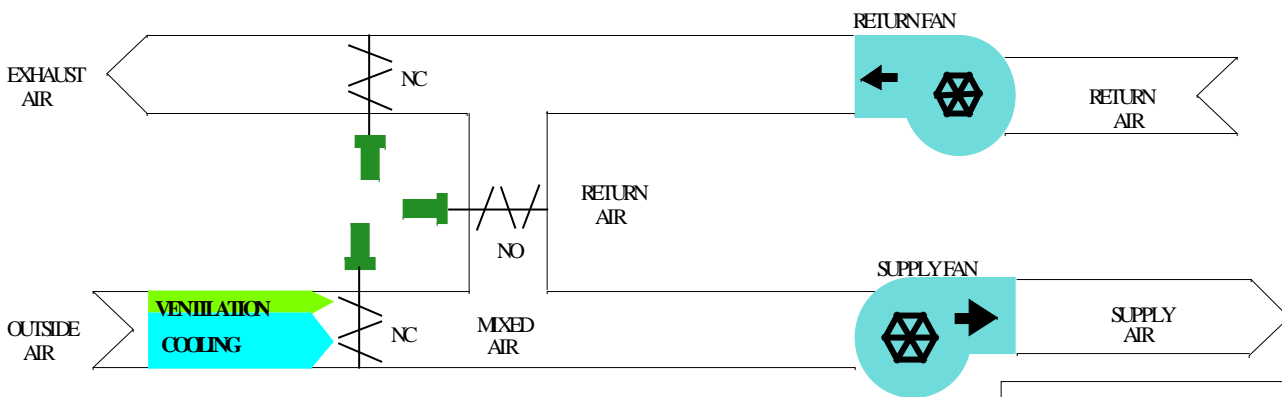 RETURN FAN
EXHAUST
AIR
NC
RETURN
AIR
RETURN
AIR
NO
SUPPLY FAN
VENTILATION
COOLING
OUTSIDE
AIR
NC
MIXED
AIR
SUPPLY
AIR